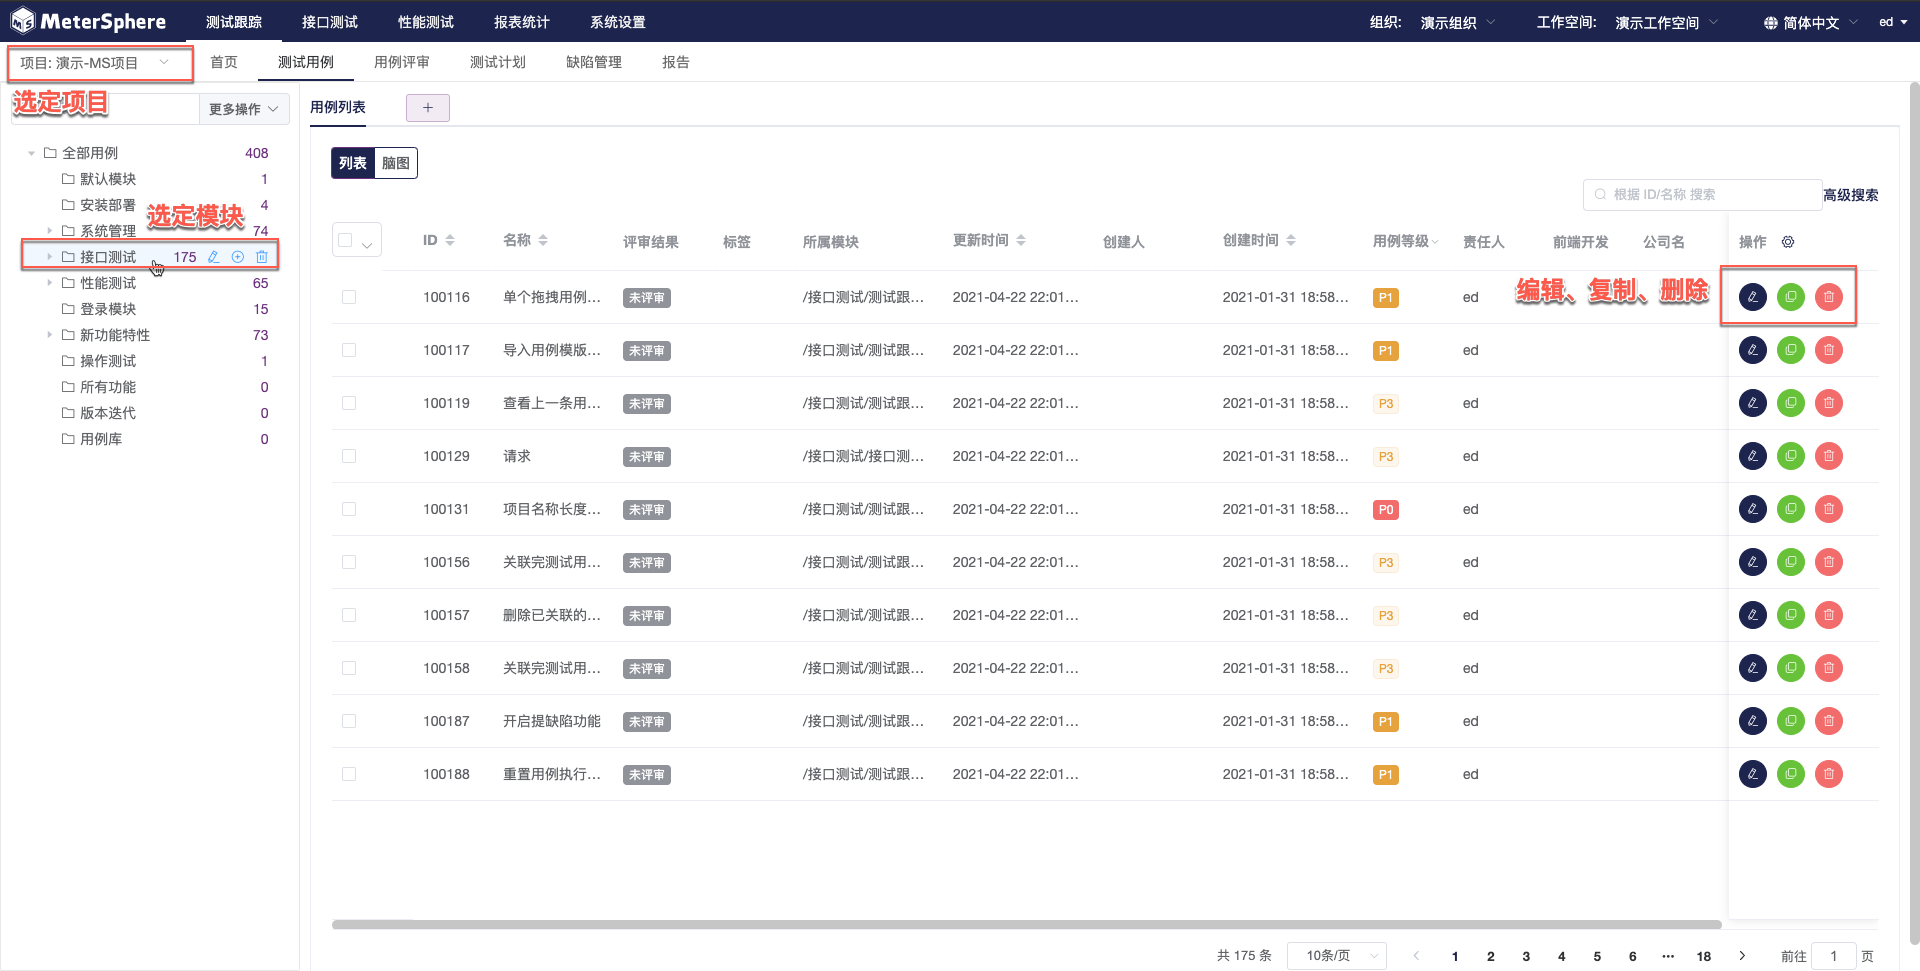 MeterSphere 测试跟踪 接口测试 性能测试 报表统计 系统设置 组织: 演示组织 工作空间: 演示工作空间 简体中文 ed
项目: 演示-MS项目 首页 测试用例 用例评审 测试计划 缺陷管理 报告
选定项目 更多操作
全部用例 408
默认模块 1
安装部署 4
选定模块
系统管理 74
接口测试 175
性能测试 65
登录模块 15
新功能特性 73
操作测试 1
所有功能 0
版本迭代 0
用例库 0
用例列表 +
列表 脑图
根据 ID/名称 搜索 高级搜索
ID 名称 评审结果 标签 所属模块 更新时间 创建人 创建时间 用例等级 责任人 前端开发 公司名 操作
编辑、复制、删除
100116 单个拖拽用例... 未评审 /接口测试/测试跟... 2021-04-22 22:01... 2021-01-31 18:58... P1 ed
100117 导入用例模版... 未评审 /接口测试/测试跟... 2021-04-22 22:01... 2021-01-31 18:58... P1 ed
100119 查看上一条用... 未评审 /接口测试/测试跟... 2021-04-22 22:01... 2021-01-31 18:58... P3 ed
100129 请求 未评审 /接口测试/接口测... 2021-04-22 22:01... 2021-01-31 18:58... P3 ed
100131 项目名称长度... 未评审 /接口测试/测试跟... 2021-04-22 22:01... 2021-01-31 18:58... P0 ed
100156 关联完测试用... 未评审 /接口测试/测试跟... 2021-04-22 22:01... 2021-01-31 18:58... P3 ed
100157 删除已关联的... 未评审 /接口测试/测试跟... 2021-04-22 22:01... 2021-01-31 18:58... P3 ed
100158 关联完测试用... 未评审 /接口测试/测试跟... 2021-04-22 22:01... 2021-01-31 18:58... P3 ed
100187 开启提缺陷功能 未评审 /接口测试/测试跟... 2021-04-22 22:01... 2021-01-31 18:58... P1 ed
100188 重置用例执行... 未评审 /接口测试/测试跟... 2021-04-22 22:01... 2021-01-31 18:58... P1 ed
共 175 条 10条/页 1 2 3 4 5 6 ... 18 前往 1 页